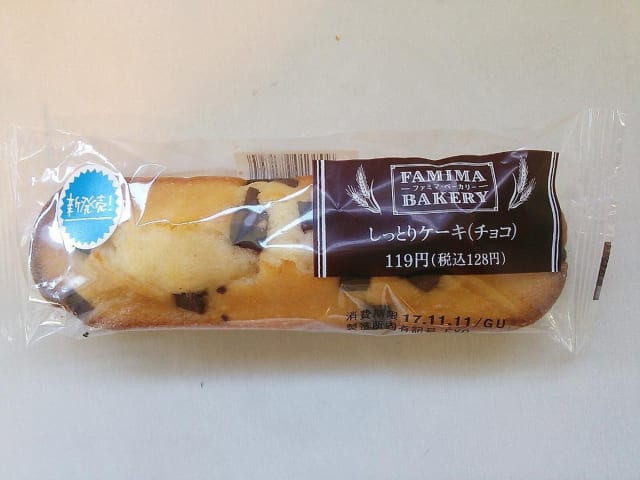 新発売!
FAMIMA
ファミマ・ベーカリー
BAKERY
しっとりケーキ(チョコ)
119円(税込128円)
消費期限 17.11.11/GU